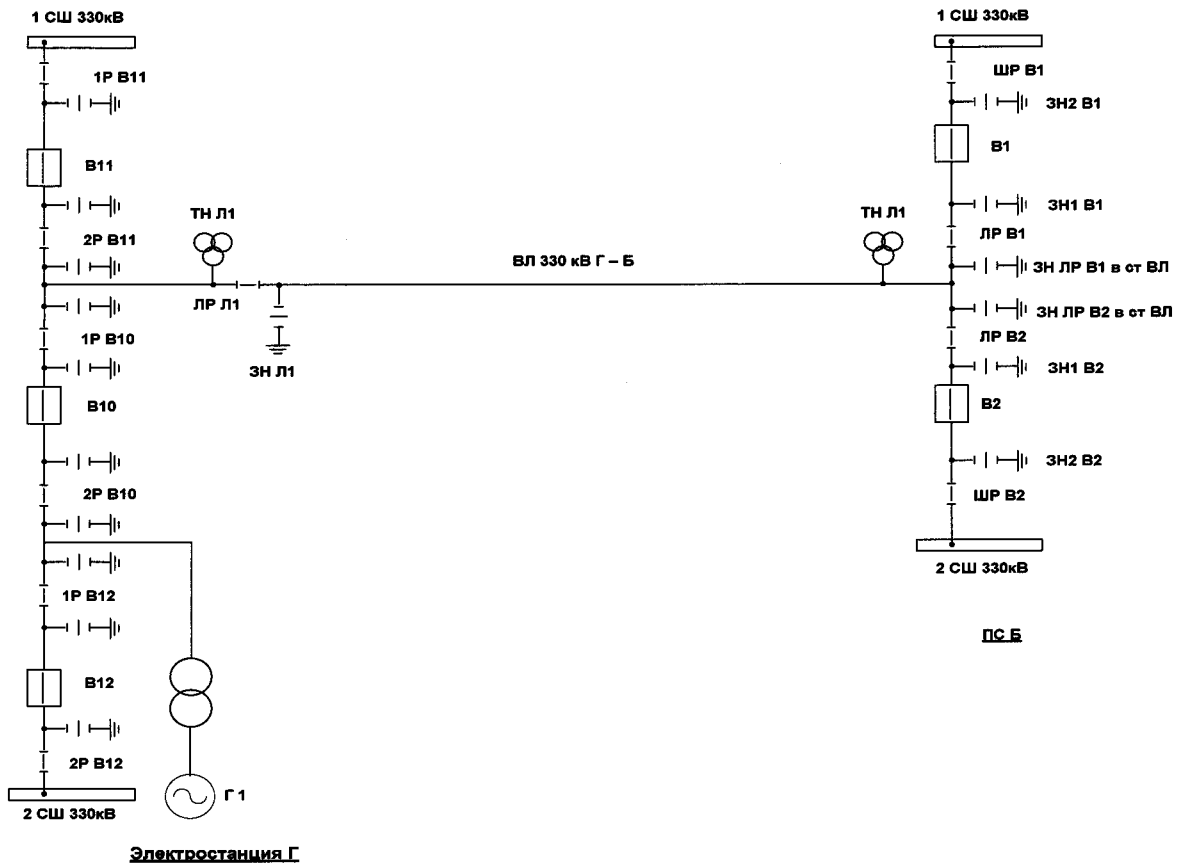 1 СШ 330кВ
1Р В11
В11
2Р В11
ТН Л1
ЛР Л1
ЗН Л1
1Р В10
В10
2Р В10
1Р В12
В12
2Р В12
2 СШ 330кВ
Г 1
Электростанция Г
ВЛ 330 кВ Г – Б
1 СШ 330кВ
ШР В1
ЗН2 В1
В1
ЗН1 В1
ЛР В1
ТН Л1
ЗН ЛР В1 в ст ВЛ
ЗН ЛР В2 в ст ВЛ
ЛР В2
ЗН1 В2
В2
ЗН2 В2
ШР В2
2 СШ 330кВ
ПС Б